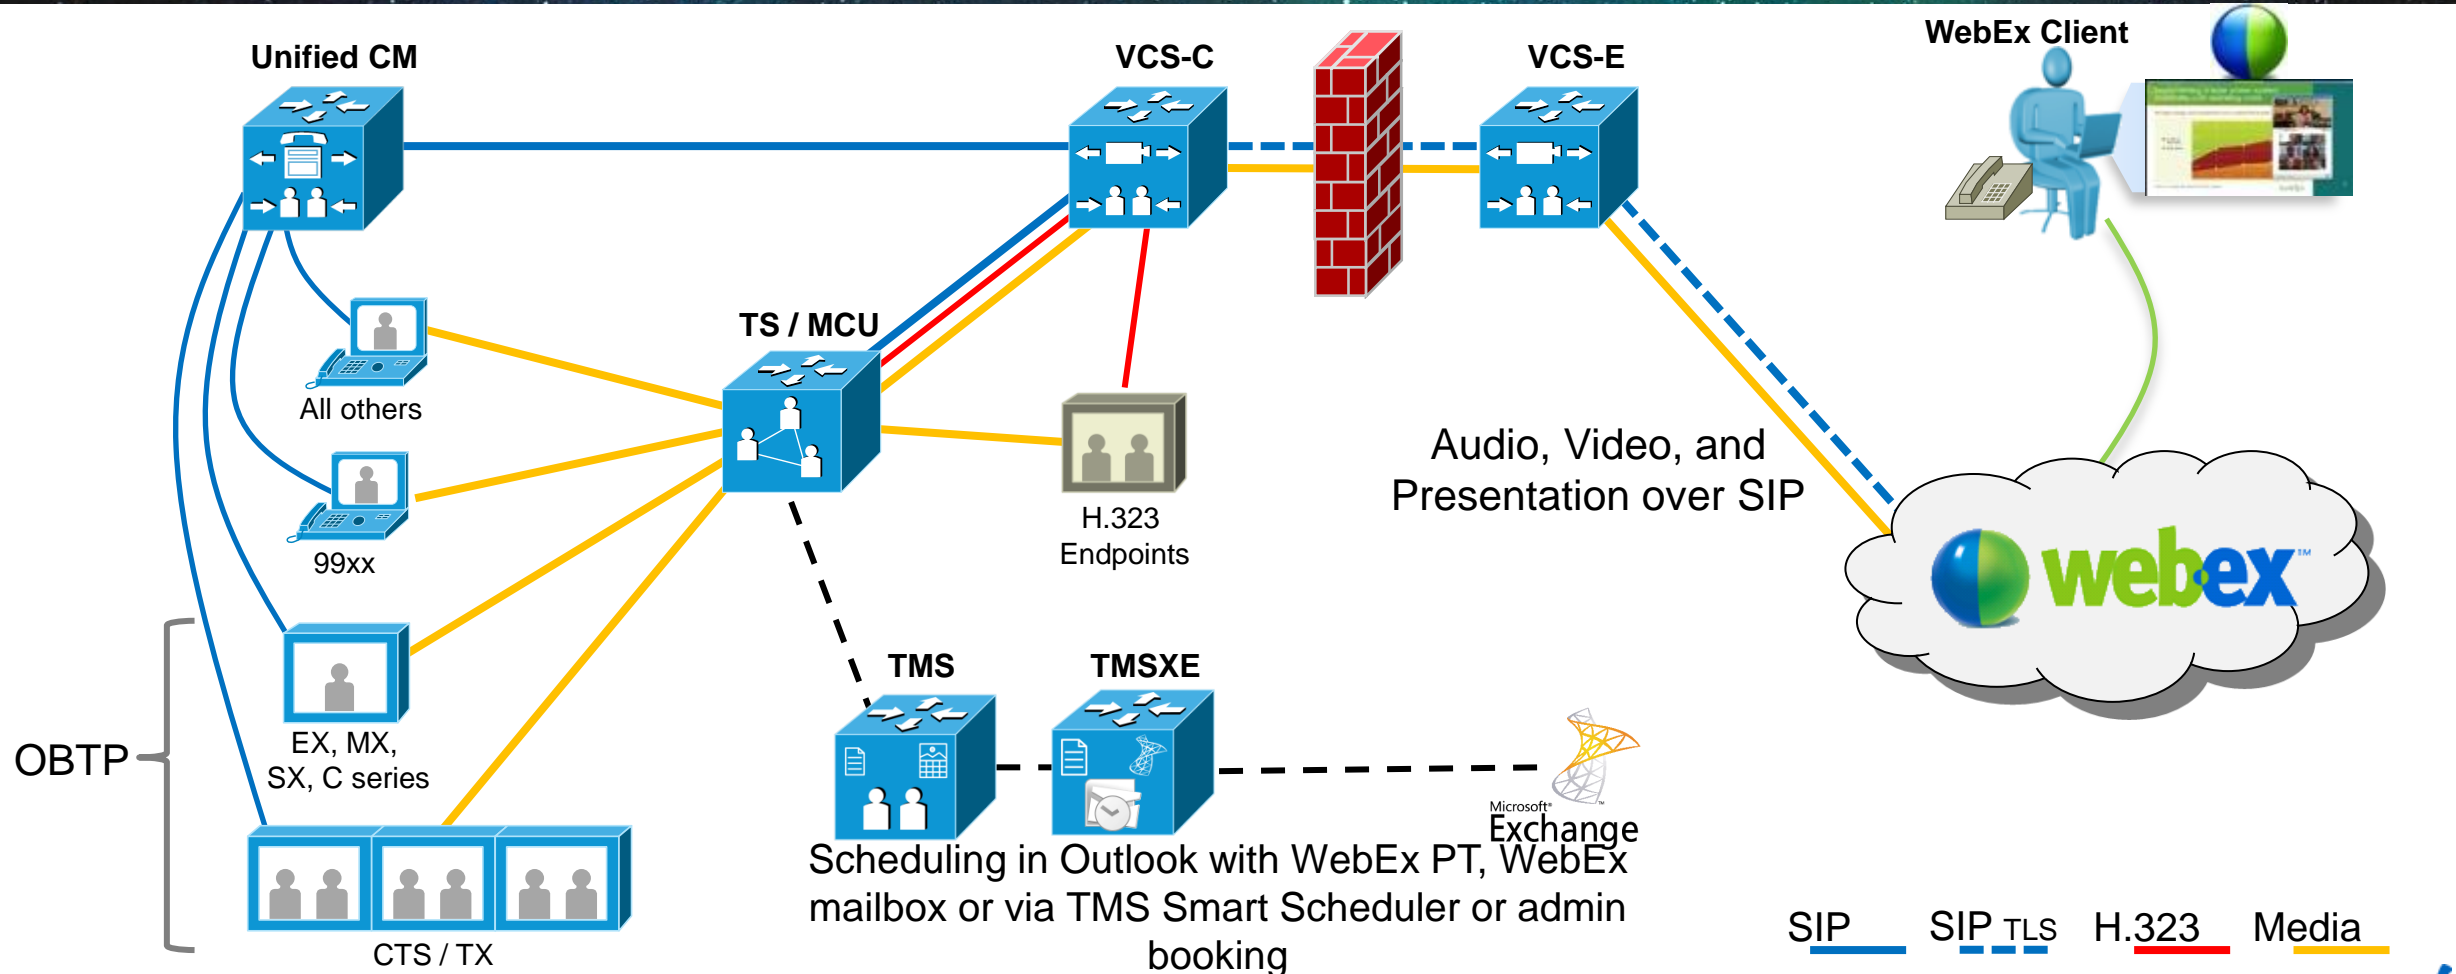 Unified CM
VCS-C
VCS-E
WebEx Client
TS / MCU
All others
99xx
H.323
Endpoints
Audio, Video, and
Presentation over SIP
webex™
OBTP
EX, MX,
SX, C series
CTS / TX
TMS
TMSXE
Microsoft®
Exchange
Scheduling in Outlook with WebEx PT, WebEx
mailbox or via TMS Smart Scheduler or admin
booking
SIP
SIP TLS
H.323
Media